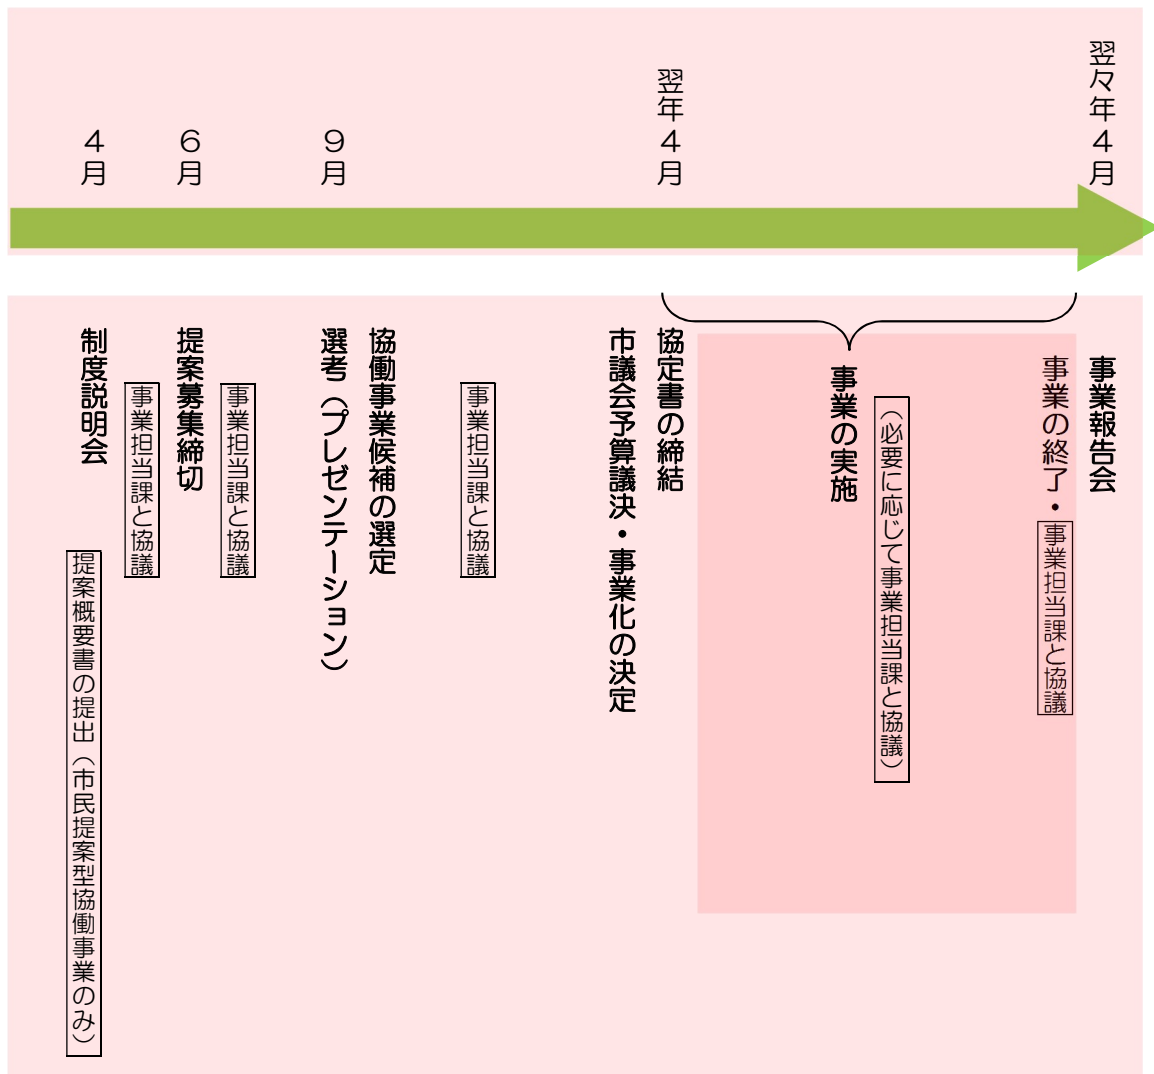 ４月
６月
９月
翌年４月
翌々年４月
制度説明会
提案概要書の提出（市民提案型協働事業のみ）
事業担当課と協議
提案募集締切
事業担当課と協議
選考（プレゼンテーション）
協働事業候補の選定
事業担当課と協議
市議会予算議決・事業化の決定
協定書の締結
事業の実施
（必要に応じて事業担当課と協議）
事業の終了・事業担当課と協議
事業報告会